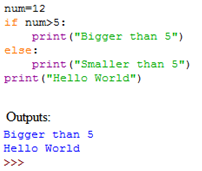 num=12
if num>5:
    print("Bigger than 5")
else:
    print("Smaller than 5")
print("Hello World")
Outputs:
Bigger than 5
Hello World
>>>